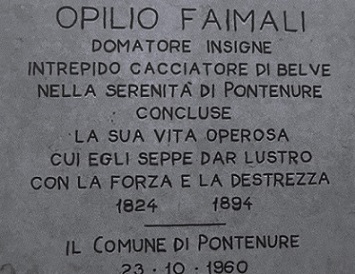 OPILIO FAIMALI
DOMATORE INSIGNE
INTREPIDO CACCIATORE DI BELVE
NELLA SERENITÀ DI PONTENURE
CONCLUSE
LA SUA VITA OPEROSA
CUI EGLI SEPPE DAR LUSTRO
CON LA FORZA E LA DESTREZZA
1824 1894
IL COMUNE DI PONTENURE
23·10·1960